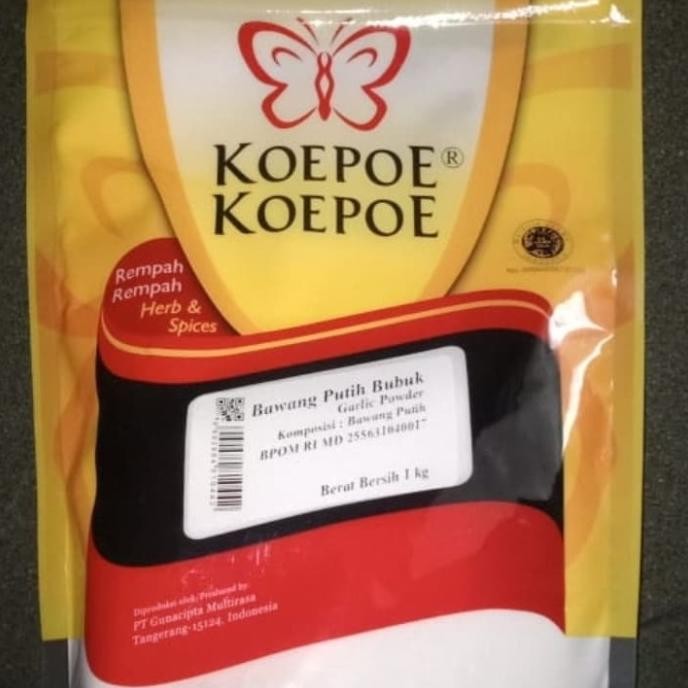 KOEPOE®
KOEPOE
Rempah
Rempah
Herb &
Spices
Bawang Putih Bubuk
Garlic Powder
Komposisi : Bawang Putih
BPOM RI MD
Berat Bersih 1 kg
Diproduksi oleh/Produced by:
PT Gunacipta Multirasa
Tangerang-15124, Indonesia